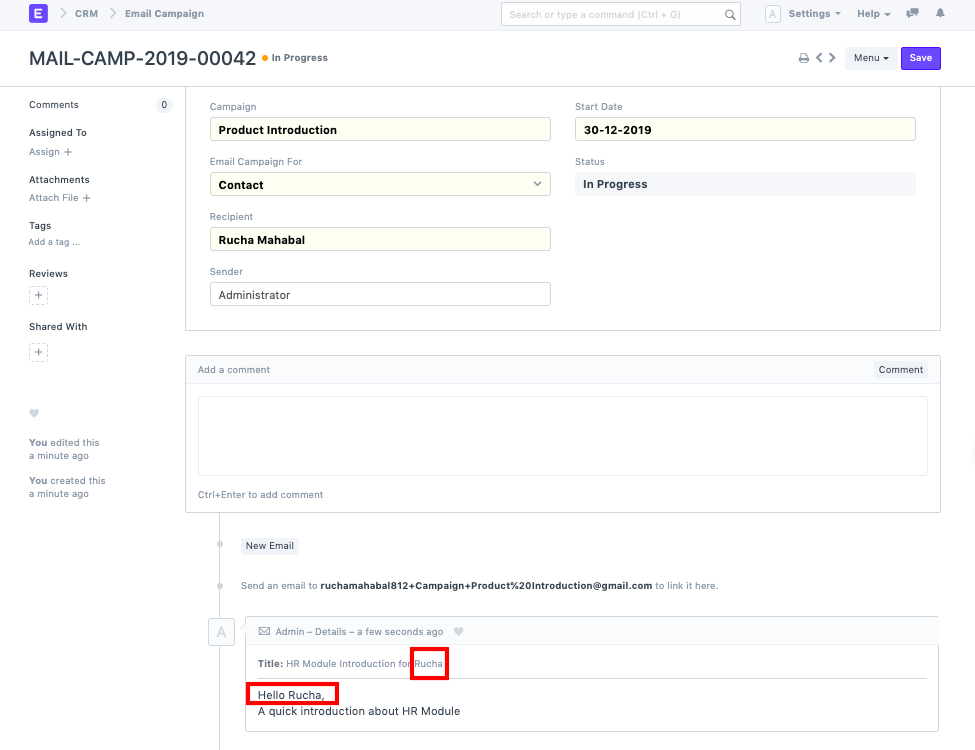 E CRM Email Campaign Search or type a command (Ctrl + G) A Settings Help
MAIL-CAMP-2019-00042 In Progress Menu Save
Comments 0
Assigned To
Assign +
Attachments
Attach File +
Tags
Add a tag ...
Reviews
+
Shared With
+
You edited this
a minute ago
You created this
a minute ago
Campaign
Product Introduction
Start Date
30-12-2019
Email Campaign For
Contact
Status
In Progress
Recipient
Rucha Mahabal
Sender
Administrator
Add a comment Comment
Ctrl+Enter to add comment
New Email
Send an email to ruchamahabal812+Campaign+Product%20Introduction@gmail.com to link it here.
A Admin – Details – a few seconds ago
Title: HR Module Introduction for Rucha
Hello Rucha,
A quick introduction about HR Module